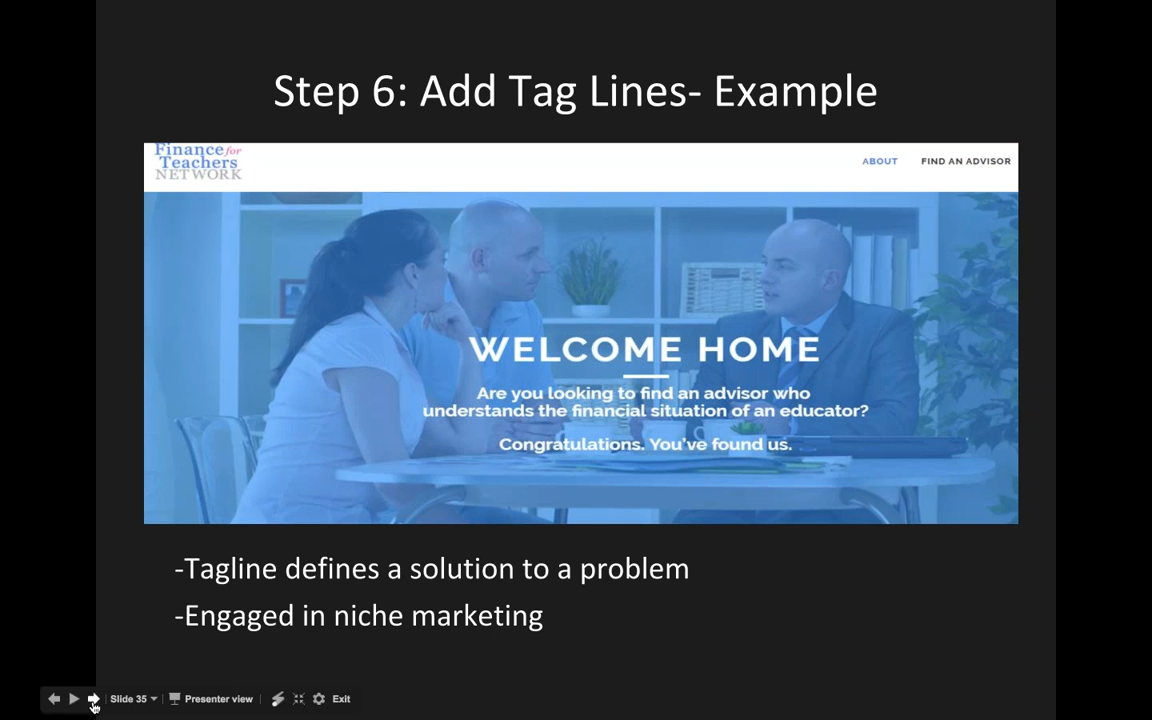 Step 6: Add Tag Lines- Example
Finance for
Teachers
NETWORK
ABOUT FIND AN ADVISOR
WELCOME HOME
Are you looking to find an advisor who
understands the financial situation of an educator?
Congratulations. You've found us.
-Tagline defines a solution to a problem
-Engaged in niche marketing
Slide 35 Presenter view Exit